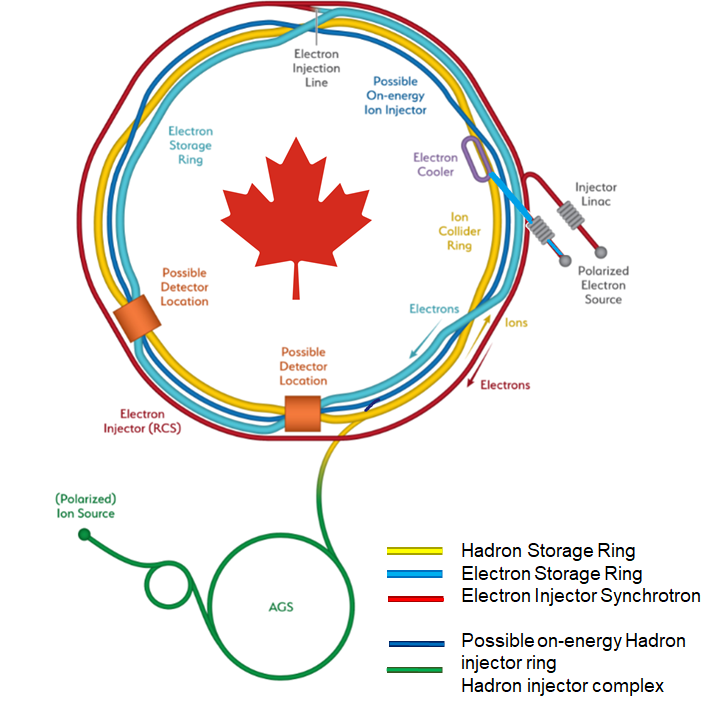 Electron
Injection
Line
Possible
On-energy
Ion Injector
Electron
Storage
Ring
Electron
Cooler
Injector
Linac
Ion
Collider
Ring
Polarized
Electron
Source
Possible
Detector
Location
Electrons
Ions
Possible
Detector
Location
Electrons
Electron
Injector (RCS)
(Polarized)
Ion Source
AGS
Hadron Storage Ring
Electron Storage Ring
Electron Injector Synchrotron
Possible on-energy Hadron
injector ring
Hadron injector complex